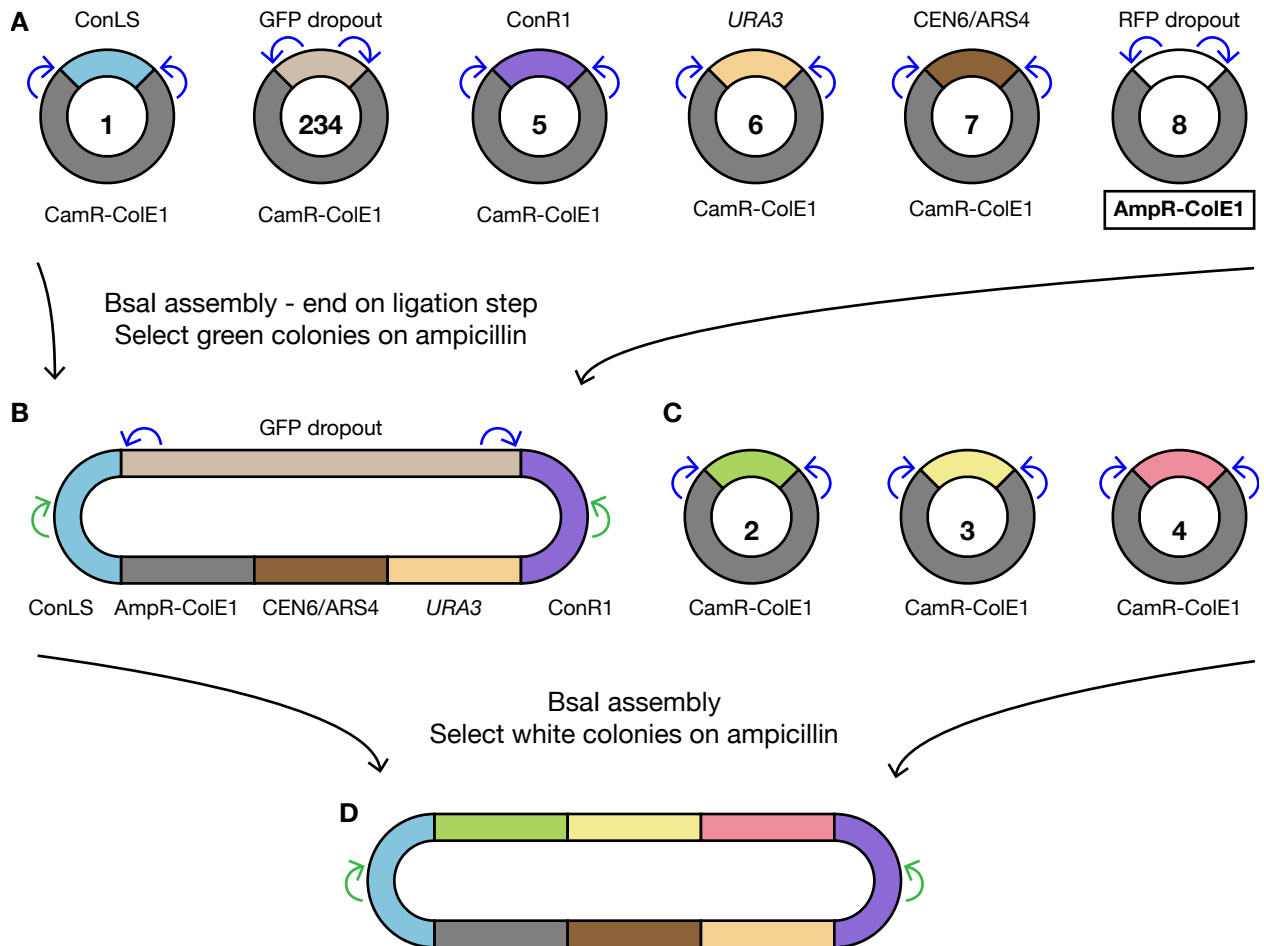 A
ConLS
GFP dropout
ConR1
URA3
CEN6/ARS4
RFP dropout
1
234
5
6
7
8
CamR-ColE1
CamR-ColE1
CamR-ColE1
CamR-ColE1
CamR-ColE1
AmpR-ColE1
BsaI assembly - end on ligation step
Select green colonies on ampicillin
B
GFP dropout
ConLS
AmpR-ColE1
CEN6/ARS4
URA3
ConR1
C
2
3
4
CamR-ColE1
CamR-ColE1
CamR-ColE1
BsaI assembly
Select white colonies on ampicillin
D